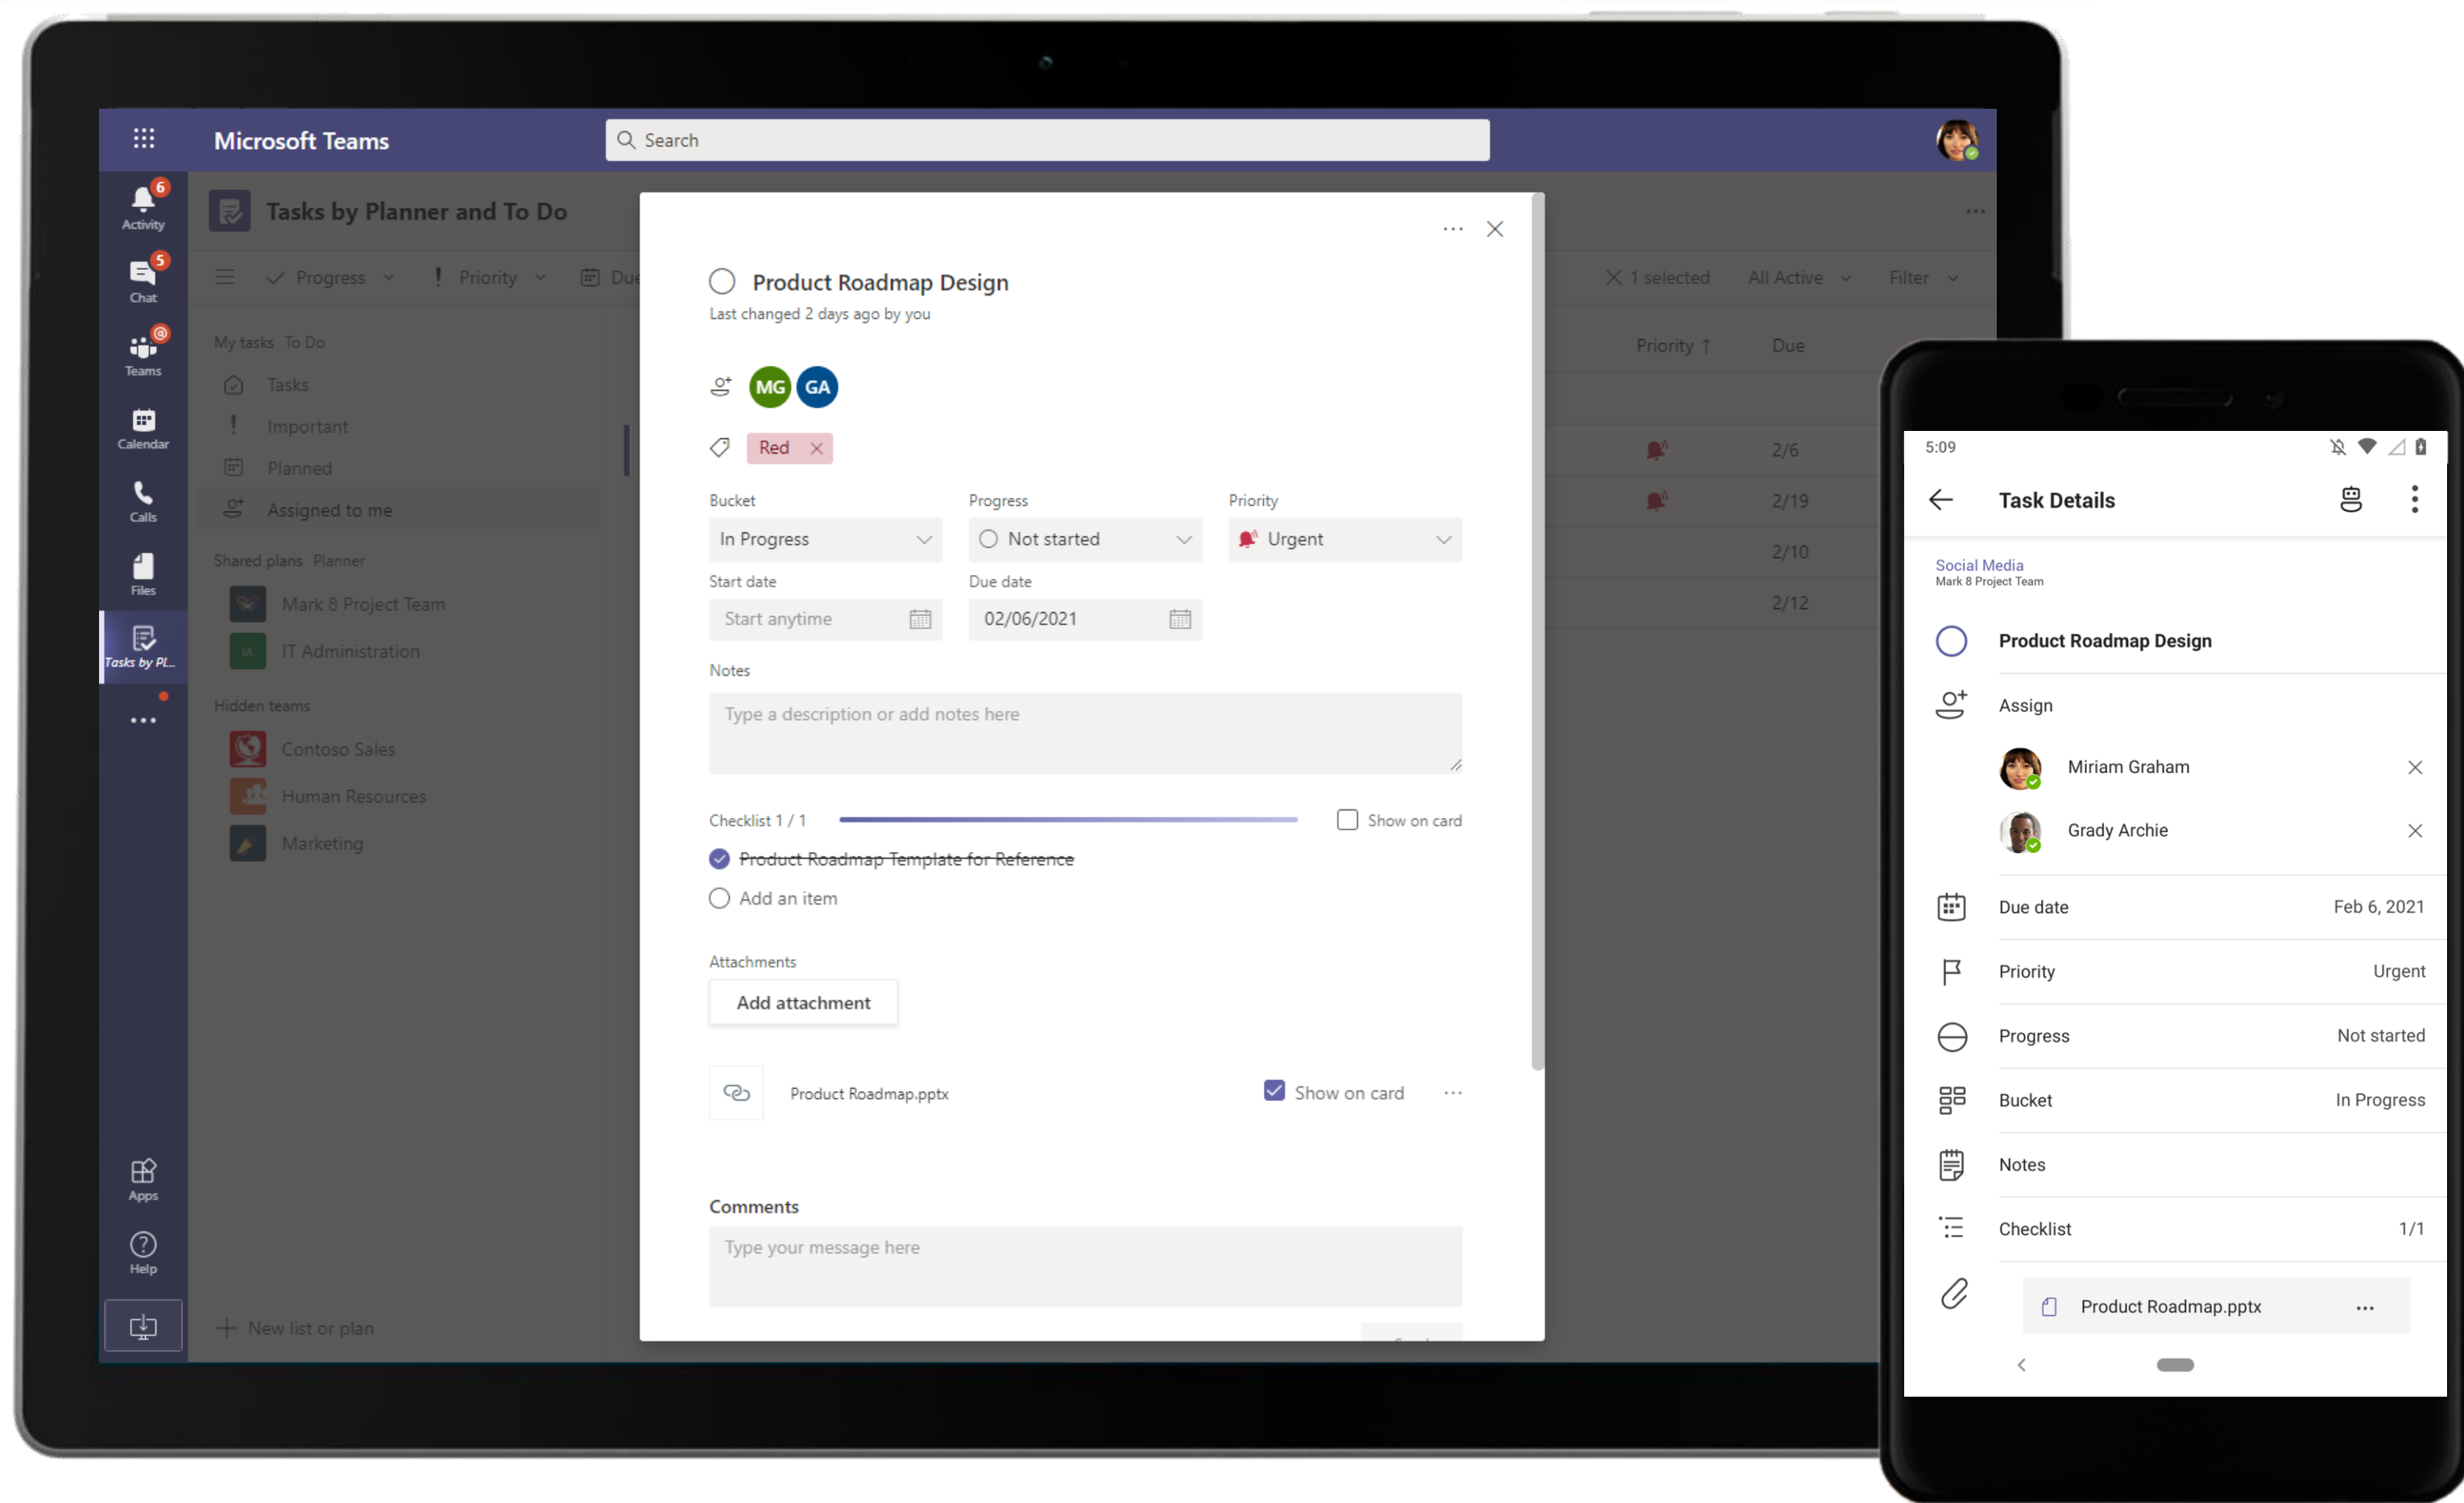 Microsoft Teams
Search
6
Activity
5
Chat
@
Teams
Calendar
Calls
Files
Tasks by Pl...
Apps
Help
Tasks by Planner and To Do
Progress
Priority
Due
1 selected
All Active
Filter
My tasks To Do
Tasks
Important
Planned
Assigned to me
Shared plans Planner
Mark 8 Project Team
IA IT Administration
Hidden teams
Contoso Sales
Human Resources
Marketing
New list or plan
Priority ↑ Due
2/6
2/19
2/10
2/12
Product Roadmap Design
Last changed 2 days ago by you
MG GA
Red
Bucket Progress Priority
In Progress Not started Urgent
Start date Due date
Start anytime 02/06/2021
Notes
Type a description or add notes here
Checklist 1 / 1 Show on card
Product Roadmap Template for Reference
Add an item
Attachments
Add attachment
Product Roadmap.pptx Show on card
Comments
Type your message here
5:09
Task Details
Social Media
Mark 8 Project Team
Product Roadmap Design
Assign
Miriam Graham
Grady Archie
Due date Feb 6, 2021
Priority Urgent
Progress Not started
Bucket In Progress
Notes
Checklist 1/1
Product Roadmap.pptx